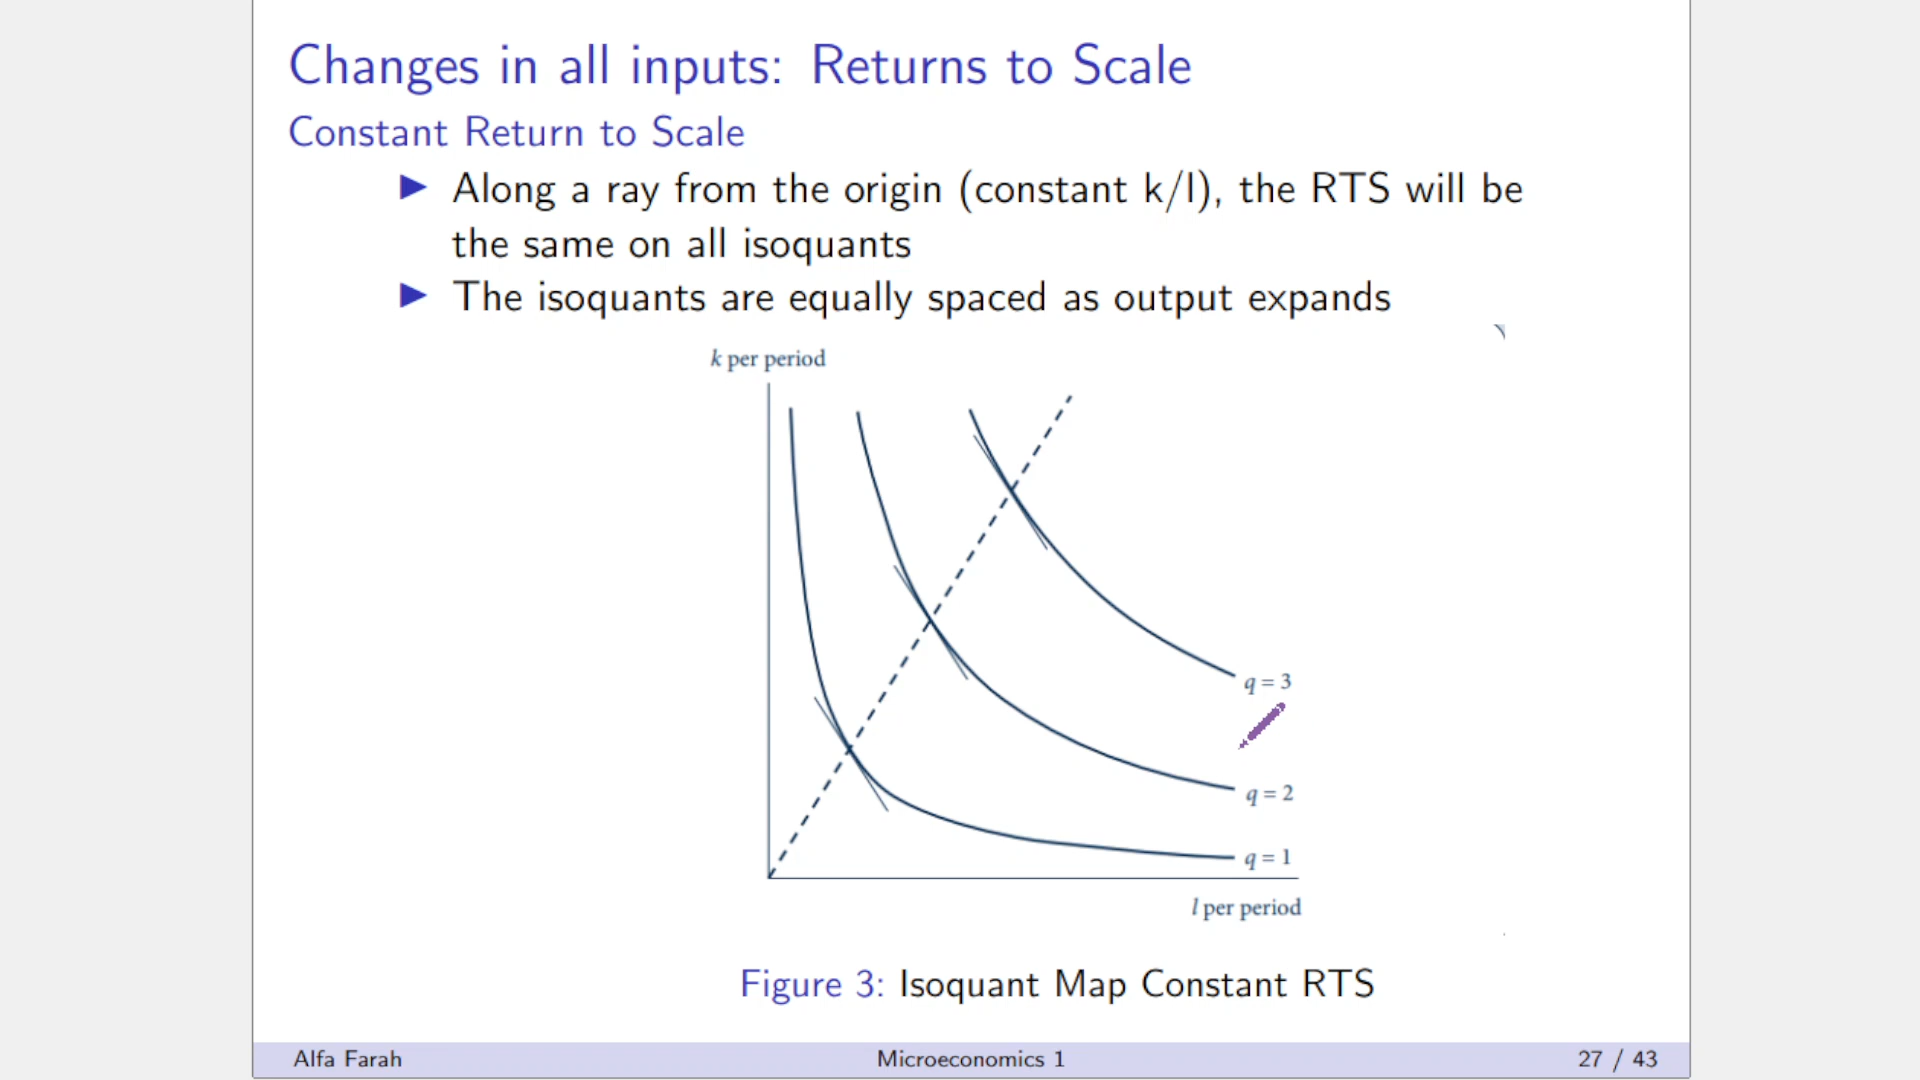 Changes in all inputs: Returns to Scale
Constant Return to Scale
Along a ray from the origin (constant k/l), the RTS will be
the same on all isoquants
The isoquants are equally spaced as output expands
k per period
q = 3
q = 2
q = 1
l per period
Figure 3: Isoquant Map Constant RTS
Alfa Farah
Microeconomics 1
27 / 43